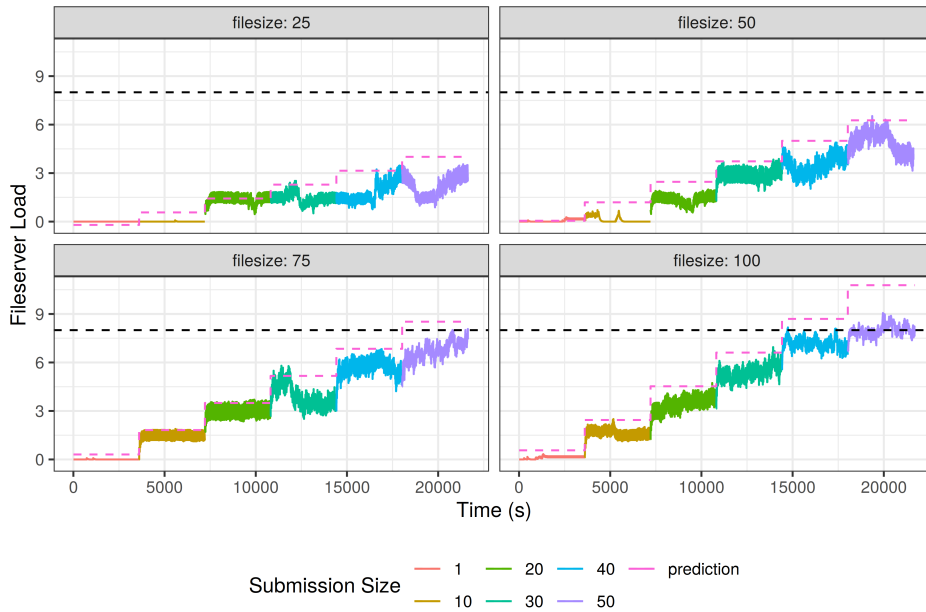 filesize: 25
filesize: 50
9
6
3
0
filesize: 75
filesize: 100
9
6
3
0
Fileserver Load
0 5000 10000 15000 20000 0 5000 10000 15000 20000
Time (s)
Submission Size
1 20 40 prediction
10 30 50